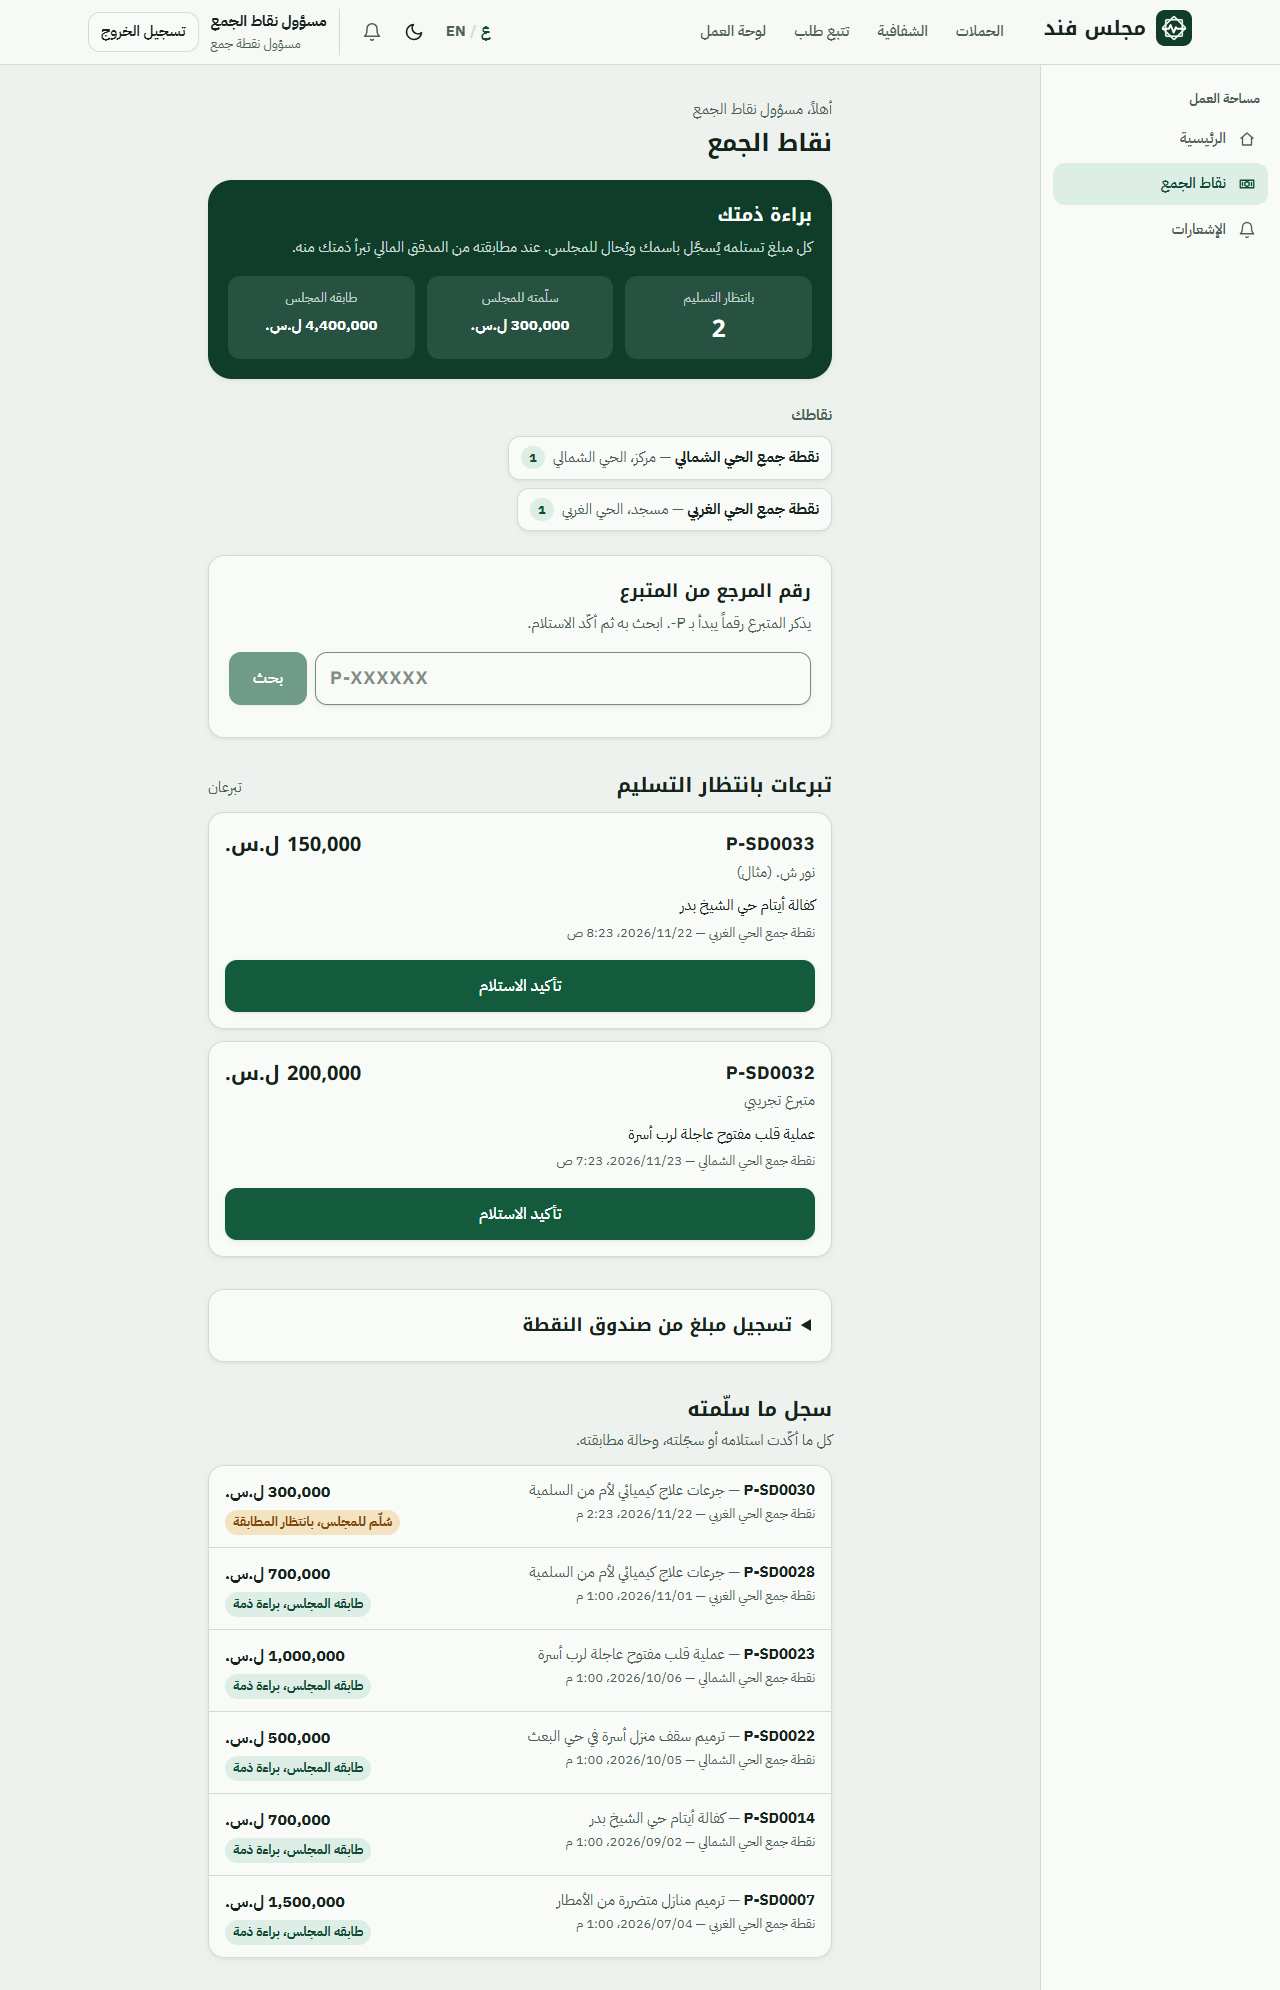 مجلس فند
الحملات
الشفافية
تتبع طلب
لوحة العمل
ع / EN
مسؤول نقاط الجمع
مسؤول نقطة جمع
تسجيل الخروج
مساحة العمل
الرئيسية
نقاط الجمع
الإشعارات
أهلاً، مسؤول نقاط الجمع
نقاط الجمع
براءة ذمتك
كل مبلغ تستلمه يُسجَّل باسمك ويُحال للمجلس. عند مطابقته من المدقق المالي تبرأ ذمتك منه.
بانتظار التسليم
2
سلّمته للمجلس
300,000 ل.س.
طابقه المجلس
4,400,000 ل.س.
نقاطك
نقطة جمع الحي الشمالي — مركز، الحي الشمالي 1
نقطة جمع الحي الغربي — مسجد، الحي الغربي 1
رقم المرجع من المتبرع
يذكر المتبرع رقماً يبدأ بـ P-. ابحث به ثم أكّد الاستلام.
P-XXXXXX
بحث
تبرعات بانتظار التسليم
تبرعان
P-SD0033
150,000 ل.س.
نور ش. (مثال)
كفالة أيتام حي الشيخ بدر
نقطة جمع الحي الغربي — 2026/11/22، 8:23 ص
تأكيد الاستلام
P-SD0032
200,000 ل.س.
متبرع تجريبي
عملية قلب مفتوح عاجلة لرب أسرة
نقطة جمع الحي الشمالي — 2026/11/23، 7:23 ص
تأكيد الاستلام
تسجيل مبلغ من صندوق النقطة
سجل ما سلّمته
كل ما أكّدت استلامه أو سجّلته، وحالة مطابقته.
P-SD0030 — جرعات علاج كيميائي لأم من السلمية
300,000 ل.س.
نقطة جمع الحي الغربي — 2026/11/22، 2:23 م
سُلّم للمجلس، بانتظار المطابقة
P-SD0028 — جرعات علاج كيميائي لأم من السلمية
700,000 ل.س.
نقطة جمع الحي الغربي — 2026/11/01، 1:00 م
طابقه المجلس، براءة ذمة
P-SD0023 — عملية قلب مفتوح عاجلة لرب أسرة
1,000,000 ل.س.
نقطة جمع الحي الشمالي — 2026/10/06، 1:00 م
طابقه المجلس، براءة ذمة
P-SD0022 — ترميم سقف منزل أسرة في حي البعث
500,000 ل.س.
نقطة جمع الحي الشمالي — 2026/10/05، 1:00 م
طابقه المجلس، براءة ذمة
P-SD0014 — كفالة أيتام حي الشيخ بدر
700,000 ل.س.
نقطة جمع الحي الشمالي — 2026/09/02، 1:00 م
طابقه المجلس، براءة ذمة
P-SD0007 — ترميم منازل متضررة من الأمطار
1,500,000 ل.س.
نقطة جمع الحي الغربي — 2026/07/04، 1:00 م
طابقه المجلس، براءة ذمة